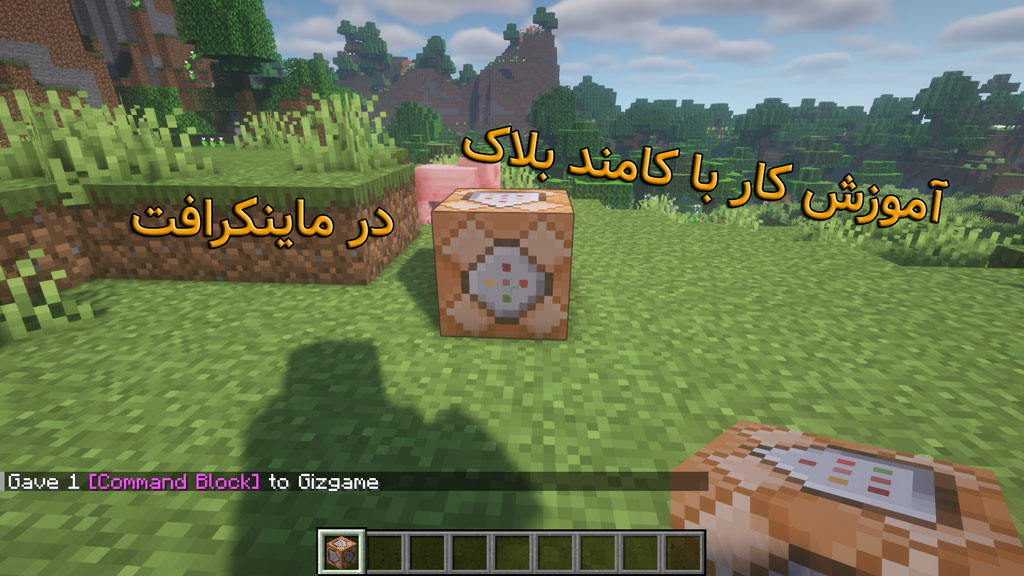 آموزش کار با کامند بلاک
در ماینکرافت
Gave 1 [Command Block] to Gizgame